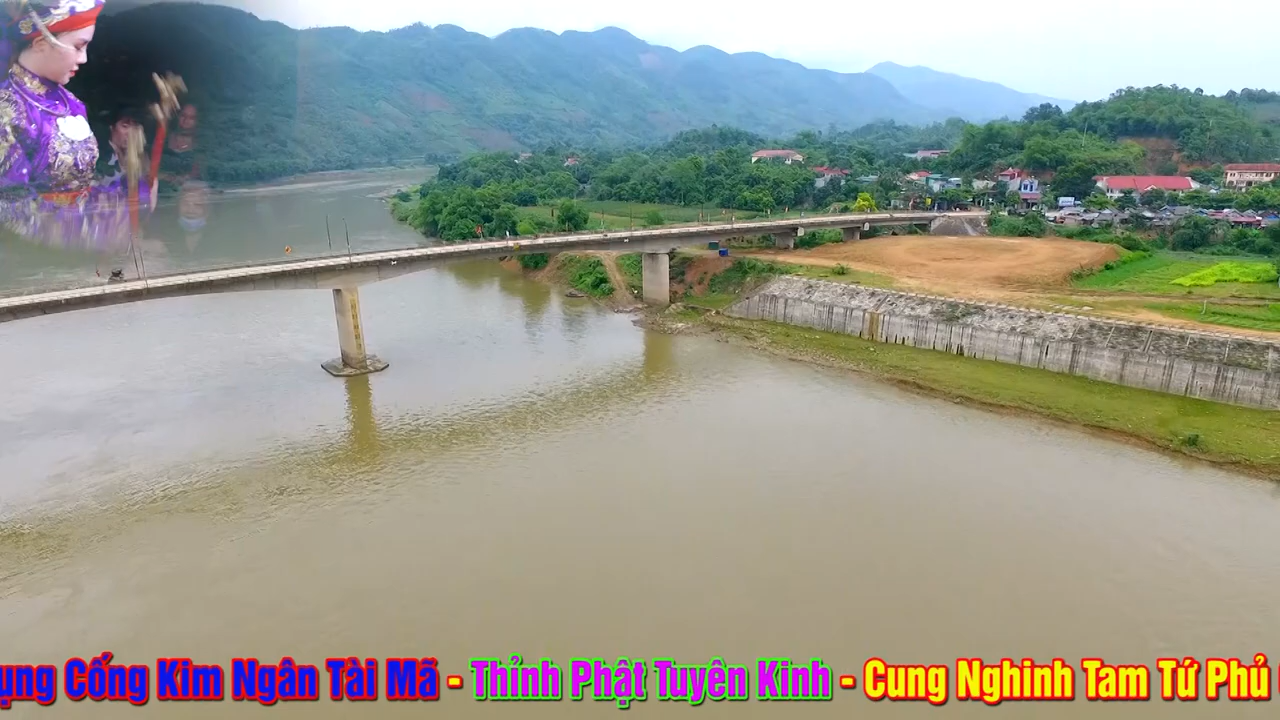 Cống Kim Ngân Tài Mã - Thỉnh Phật Tuyên Kinh - Cung Nghinh Tam Tứ Phủ